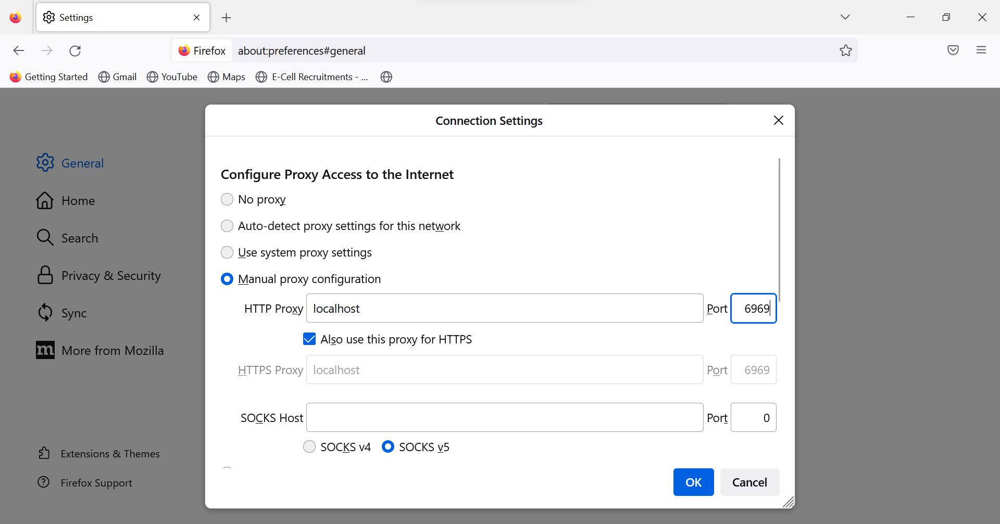 Settings
Firefox about:preferences#general
Getting Started Gmail YouTube Maps E-Cell Recruitments - ...
Connection Settings
General
Home
Search
Privacy & Security
Sync
m More from Mozilla
Extensions & Themes
Firefox Support
Configure Proxy Access to the Internet
No proxy
Auto-detect proxy settings for this network
Use system proxy settings
Manual proxy configuration
HTTP Proxy localhost Port 6969
Also use this proxy for HTTPS
HTTPS Proxy localhost Port 6969
SOCKS Host Port 0
SOCKS v4 SOCKS v5
OK Cancel